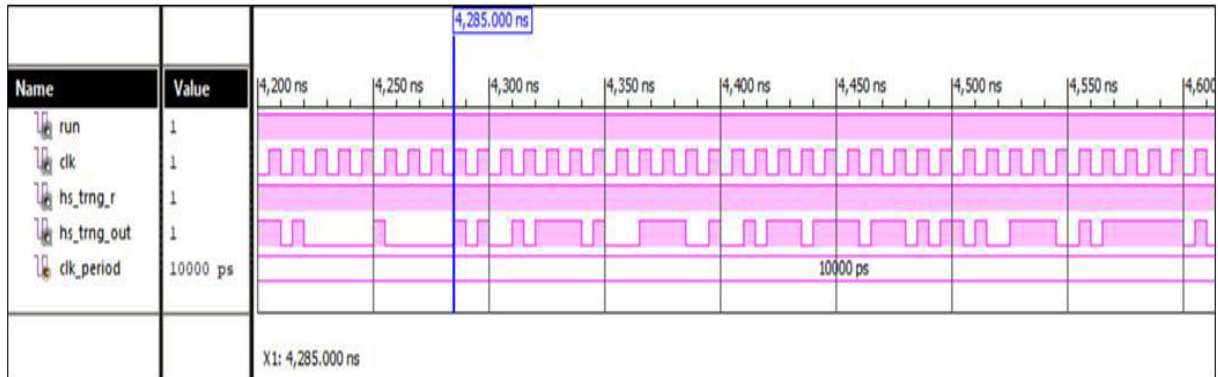 4,285.000 ns
Name Value 4,200 ns 4,250 ns 4,300 ns 4,350 ns 4,400 ns 4,450 ns 4,500 ns 4,550 ns 4,600
run 1
clk 1
hs_trng_r 1
hs_trng_out 1
clk_period 10000 ps 10000 ps
X1: 4,285.000 ns